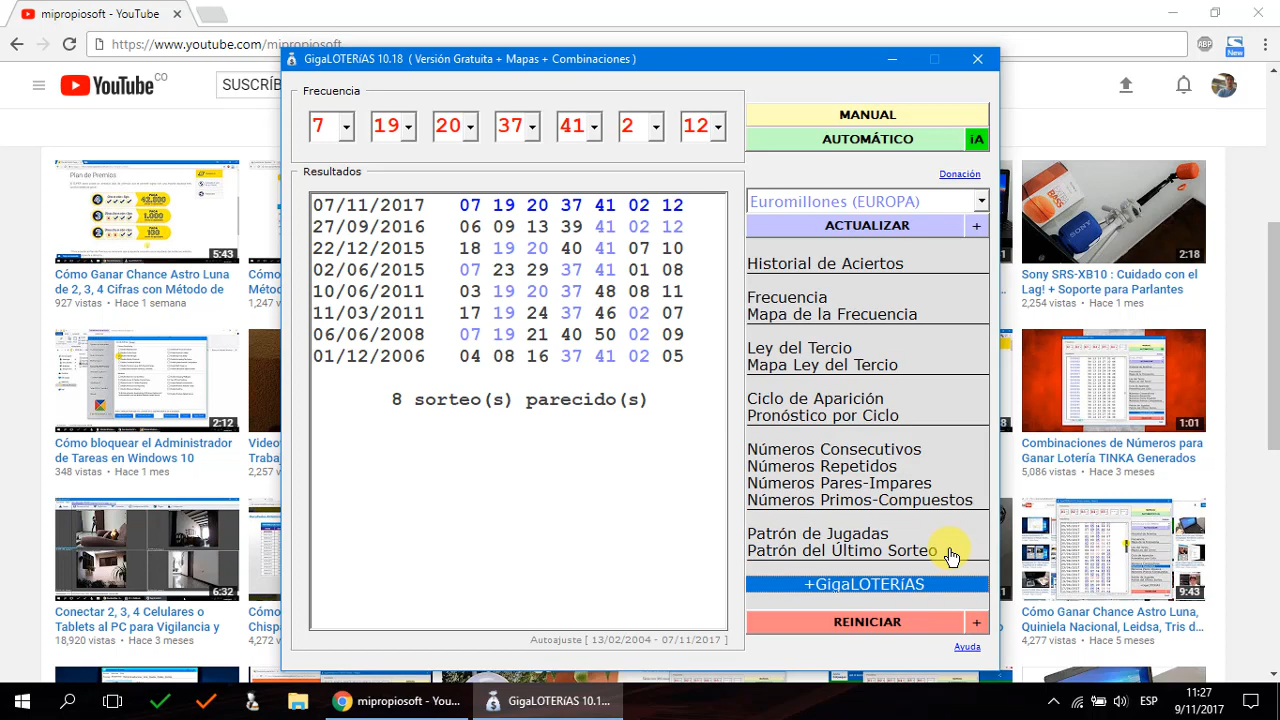 mipropiosoft - YouTube
https://www.youtube.com/mipropiosoft
ABP
New
YouTube CO
SUSCRÍ
GigaLOTERíAS 10.18 ( Versión Gratuita + Mapas + Combinaciones )
Frecuencia
7 19 20 37 41 2 12
Resultados
07/11/2017 07 19 20 37 41 02 12
27/09/2016 06 09 13 39 41 02 12
22/12/2015 18 19 20 40 41 07 10
02/06/2015 07 23 29 37 41 01 08
10/06/2011 03 19 20 37 48 08 11
11/03/2011 17 19 24 37 46 02 07
06/06/2008 07 19 21 40 50 02 09
01/12/2006 04 08 16 37 41 02 05
8 sorteo(s) parecido(s)
Autoajuste [ 13/02/2004 - 07/11/2017 ]
MANUAL
AUTOMÁTICO iA
Donación
Euromillones (EUROPA)
ACTUALIZAR +
Historial de Aciertos
Frecuencia
Mapa de la Frecuencia
Ley del Tercio
Mapa Ley del Tercio
Ciclo de Aparición
Pronóstico por Ciclo
Números Consecutivos
Números Repetidos
Números Pares-Impares
Números Primos-Compuestos
Patrón de Jugadas
Patrón del Último Sorteo
+GigaLOTERíAS
REINICIAR +
Ayuda
Plan de Premios
5:43
Cómo Ganar Chance Astro Luna
de 2, 3, 4 Cifras con Método de
927 vistas • Hace 1 semana
2:12
Cómo bloquear el Administrador
de Tareas en Windows 10
348 vistas • Hace 1 mes
6:32
Conectar 2, 3, 4 Celulares o
Tablets al PC para Vigilancia y
18,920 vistas • Hace 3 meses
2:18
Sony SRS-XB10 : Cuidado con el
Lag! + Soporte para Parlantes
2,254 vistas • Hace 1 mes
1:01
Combinaciones de Números para
Ganar Lotería TINKA Generados
5,086 vistas • Hace 3 meses
9:43
Cómo Ganar Chance Astro Luna,
Quiniela Nacional, Leidsa, Tris d
4,277 vistas • Hace 5 meses
mipropiosoft - You...
GigaLOTERíAS 10.1...
ESP
11:27
9/11/2017